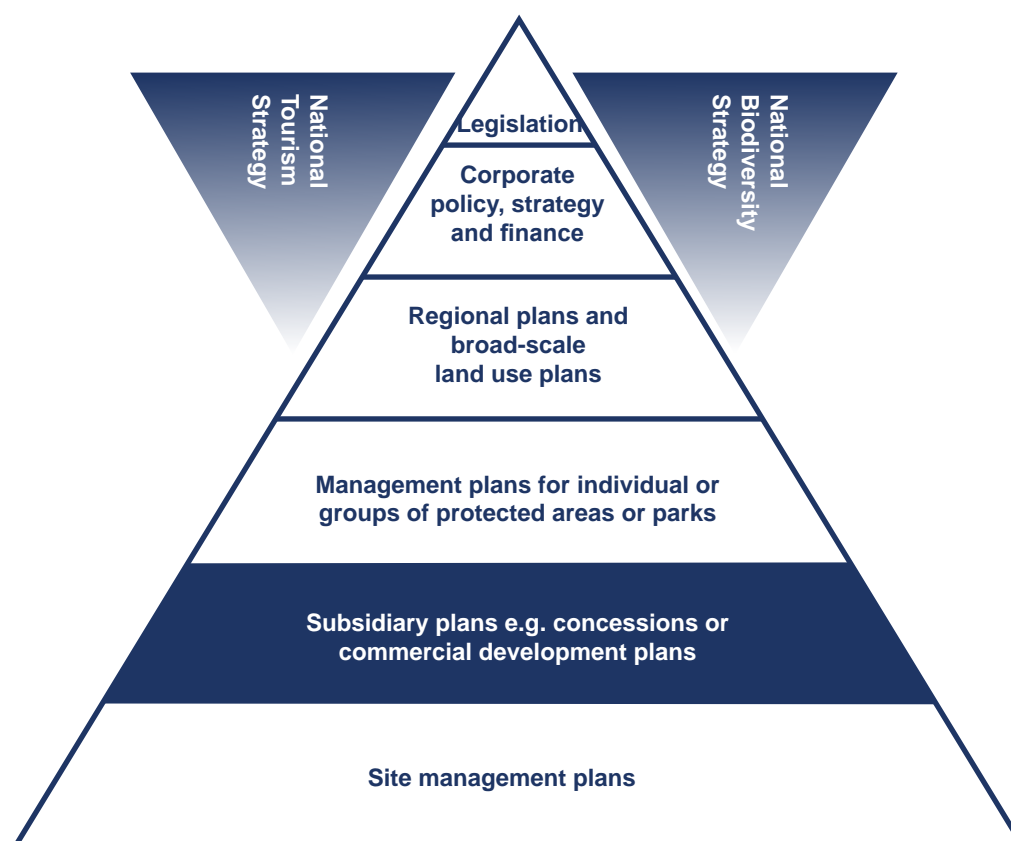 National
Tourism
Strategy
National
Biodiversity
Strategy
Legislation
Corporate
policy, strategy
and finance
Regional plans and
broad-scale
land use plans
Management plans for individual or
groups of protected areas or parks
Subsidiary plans e.g. concessions or
commercial development plans
Site management plans